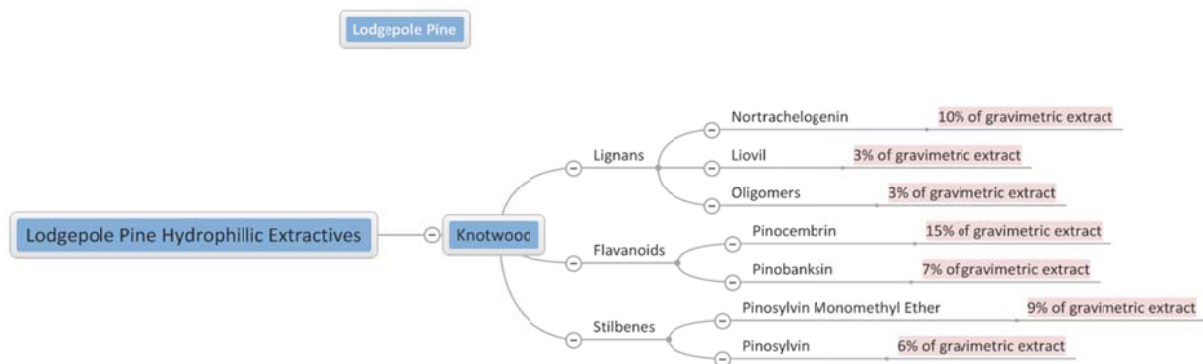 Lodgepole Pine
Nortrachelogenin 10% of gravimetric extract
Lignans Liovil 3% of gravimetric extract
Oligomers 3% of gravimetric extract
Lodgepole Pine Hydrophillic Extractives Knotwood
Pinocembrin 15% of gravimetric extract
Flavanoids
Pinobanksin 7% of gravimetric extract
Pinosylvin Monomethyl Ether 9% of gravimetric extract
Stilbenes
Pinosylvin 6% of gravimetric extract